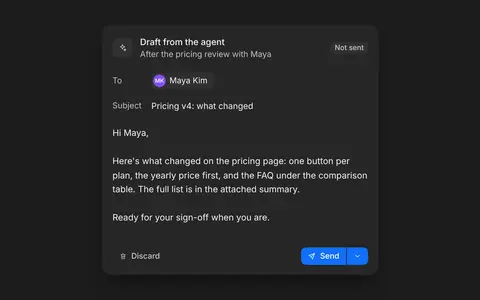 Draft from the agent
After the pricing review with Maya
Not sent
To
MK
Maya Kim
Subject
Pricing v4: what changed
Hi Maya,
Here's what changed on the pricing page: one button per
plan, the yearly price first, and the FAQ under the comparison
table. The full list is in the attached summary.
Ready for your sign-off when you are.
Discard
Send